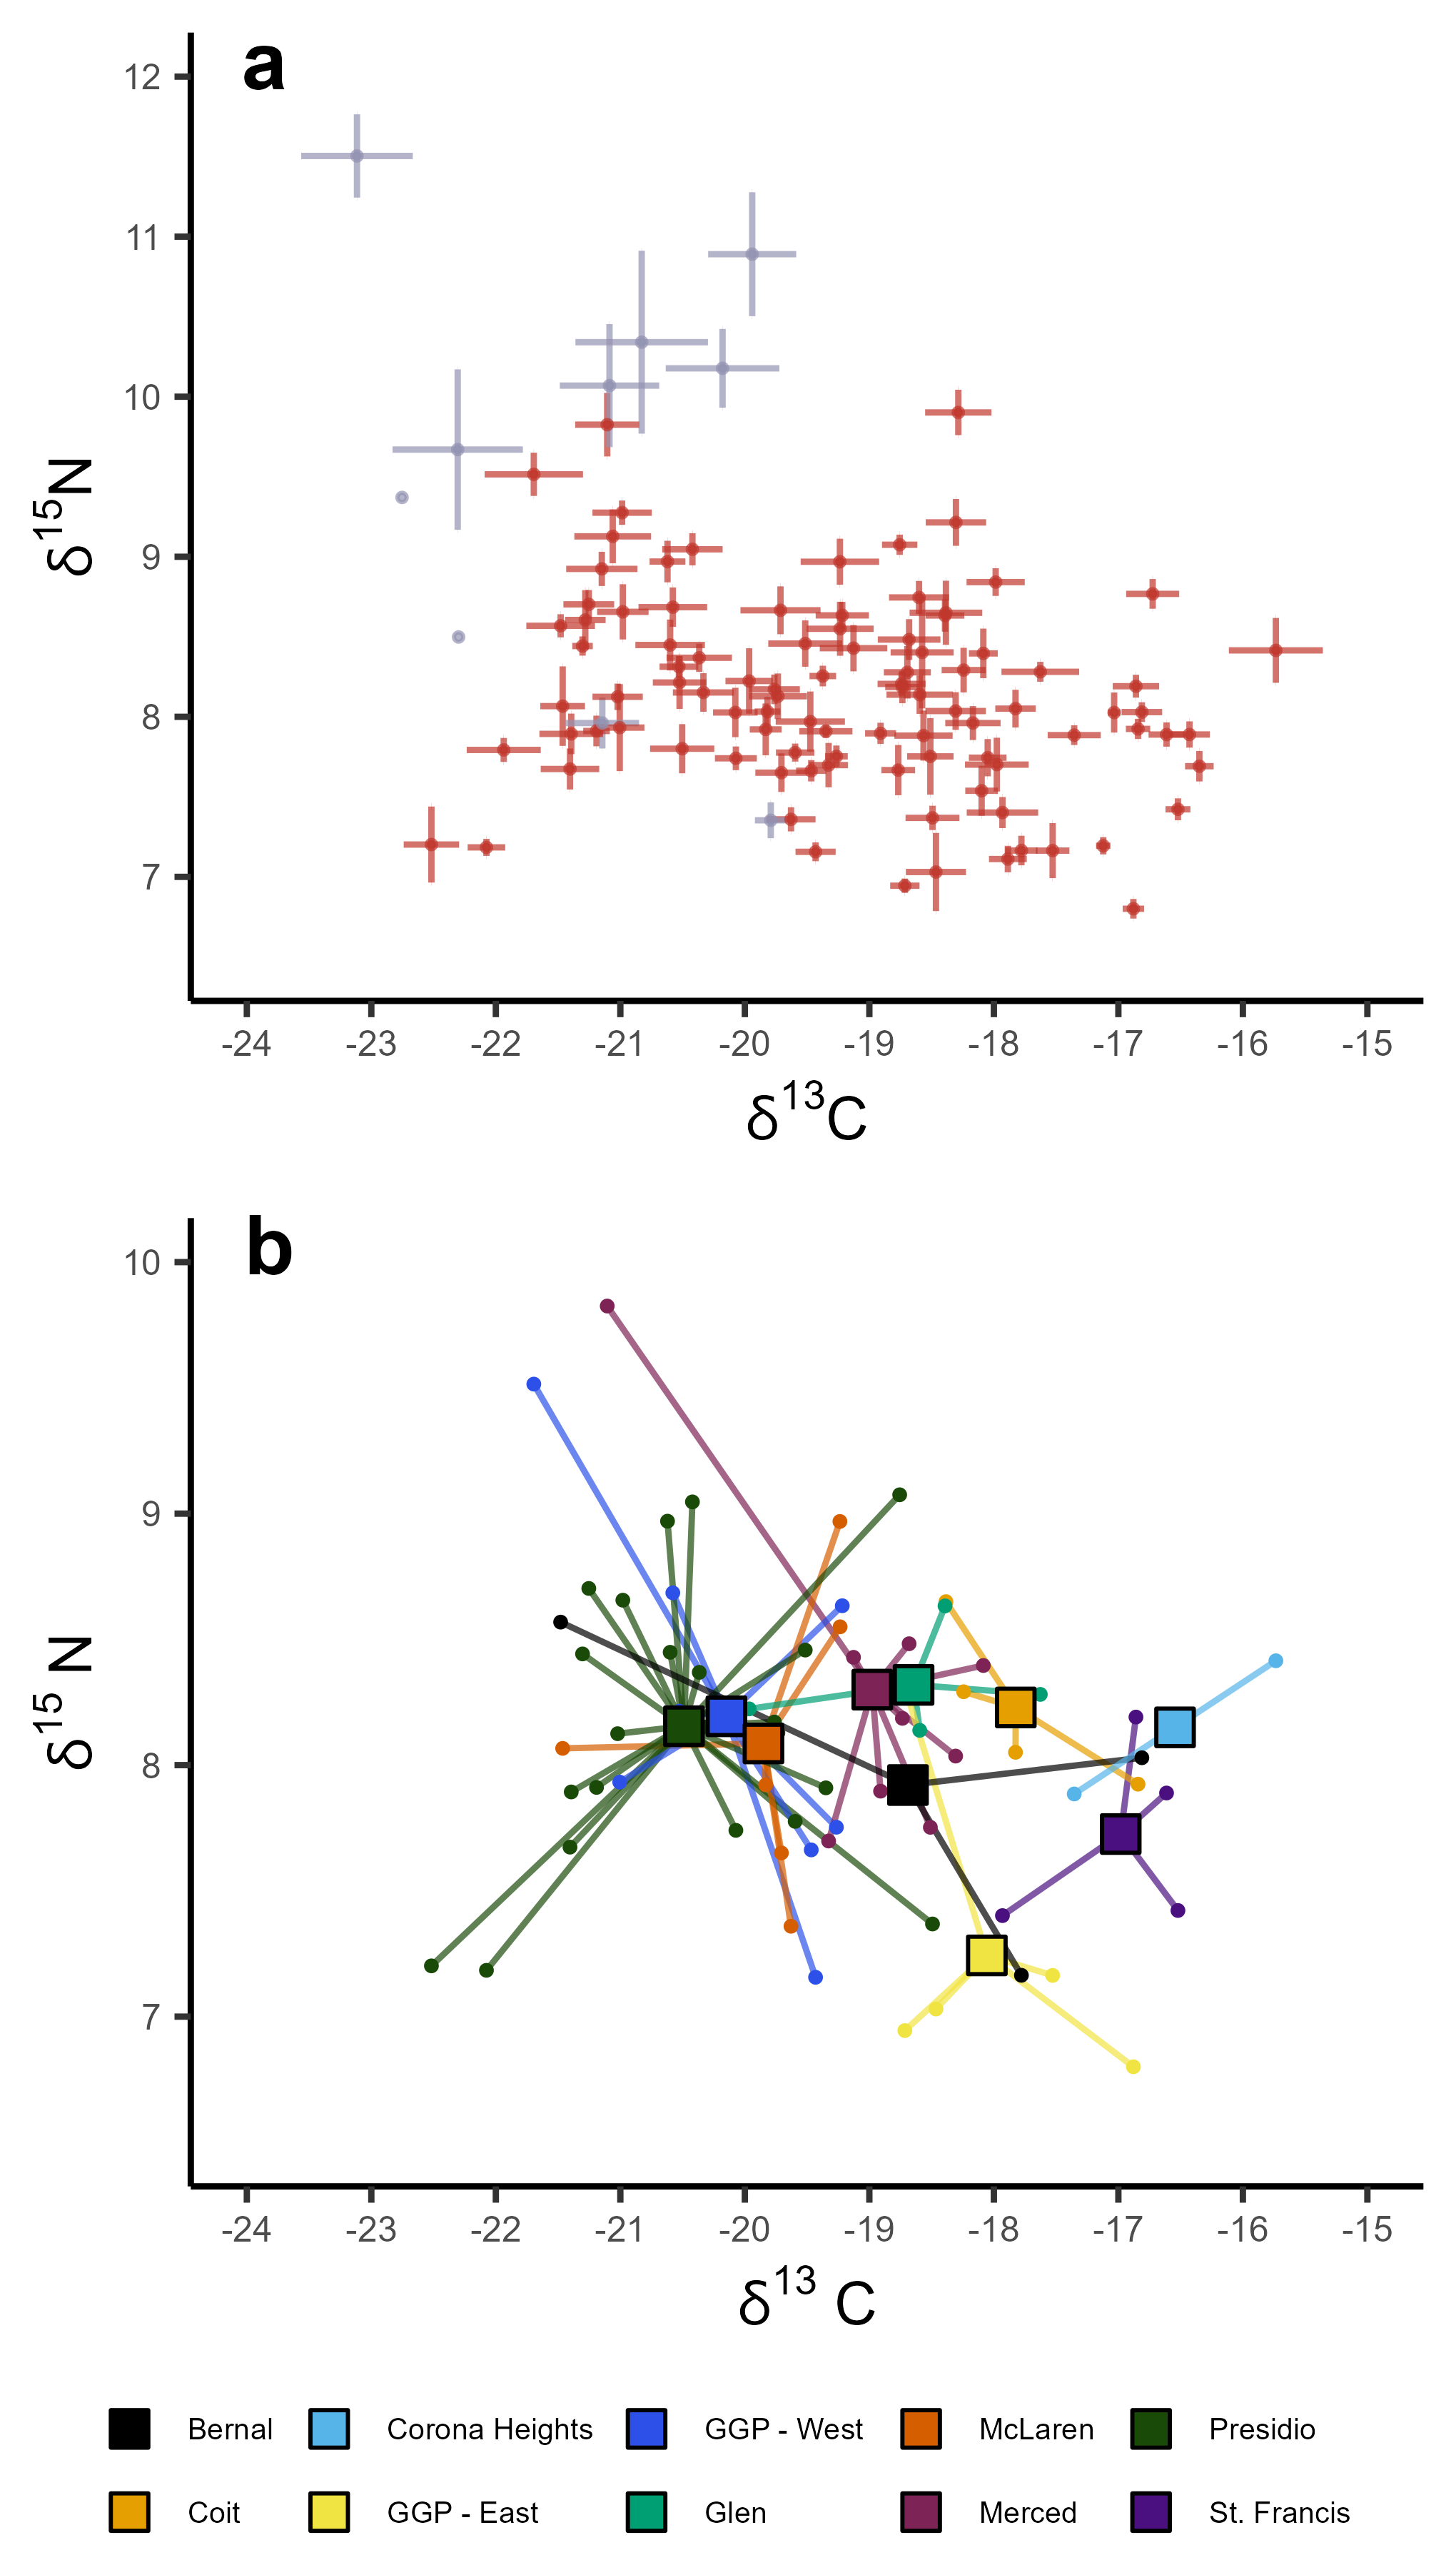 a
12
11
10
9
8
7
δ15N
-24 -23 -22 -21 -20 -19 -18 -17 -16 -15
δ13C
b
10
9
8
7
δ15 N
-24 -23 -22 -21 -20 -19 -18 -17 -16 -15
δ13 C
Bernal Corona Heights GGP - West McLaren Presidio
Coit GGP - East Glen Merced St. Francis